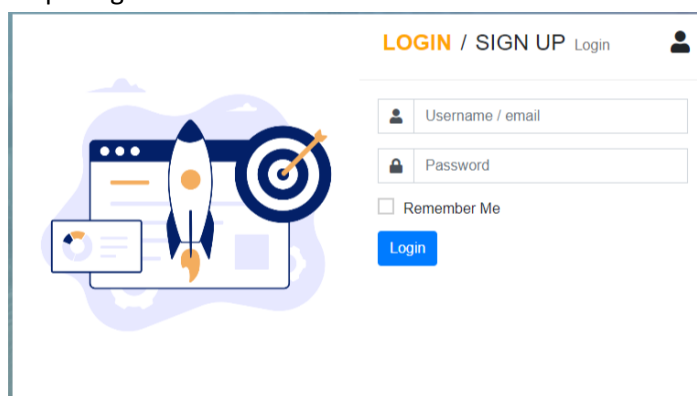 LOGIN / SIGN UP Login
Username / email
Password
Remember Me
Login